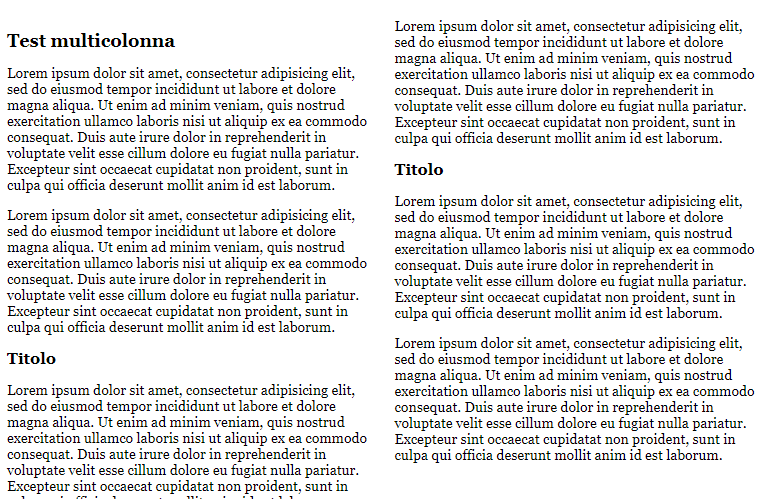 Test multicolonna
Lorem ipsum dolor sit amet, consectetur adipisicing elit,
sed do eiusmod tempor incididunt ut labore et dolore
magna aliqua. Ut enim ad minim veniam, quis nostrud
exercitation ullamco laboris nisi ut aliquip ex ea commodo
consequat. Duis aute irure dolor in reprehenderit in
voluptate velit esse cillum dolore eu fugiat nulla pariatur.
Excepteur sint occaecat cupidatat non proident, sunt in
culpa qui officia deserunt mollit anim id est laborum.
Lorem ipsum dolor sit amet, consectetur adipisicing elit,
sed do eiusmod tempor incididunt ut labore et dolore
magna aliqua. Ut enim ad minim veniam, quis nostrud
exercitation ullamco laboris nisi ut aliquip ex ea commodo
consequat. Duis aute irure dolor in reprehenderit in
voluptate velit esse cillum dolore eu fugiat nulla pariatur.
Excepteur sint occaecat cupidatat non proident, sunt in
culpa qui officia deserunt mollit anim id est laborum.
Titolo
Lorem ipsum dolor sit amet, consectetur adipisicing elit,
sed do eiusmod tempor incididunt ut labore et dolore
magna aliqua. Ut enim ad minim veniam, quis nostrud
exercitation ullamco laboris nisi ut aliquip ex ea commodo
consequat. Duis aute irure dolor in reprehenderit in
voluptate velit esse cillum dolore eu fugiat nulla pariatur.
Excepteur sint occaecat cupidatat non proident, sunt in
Lorem ipsum dolor sit amet, consectetur adipisicing elit,
sed do eiusmod tempor incididunt ut labore et dolore
magna aliqua. Ut enim ad minim veniam, quis nostrud
exercitation ullamco laboris nisi ut aliquip ex ea commodo
consequat. Duis aute irure dolor in reprehenderit in
voluptate velit esse cillum dolore eu fugiat nulla pariatur.
Excepteur sint occaecat cupidatat non proident, sunt in
culpa qui officia deserunt mollit anim id est laborum.
Titolo
Lorem ipsum dolor sit amet, consectetur adipisicing elit,
sed do eiusmod tempor incididunt ut labore et dolore
magna aliqua. Ut enim ad minim veniam, quis nostrud
exercitation ullamco laboris nisi ut aliquip ex ea commodo
consequat. Duis aute irure dolor in reprehenderit in
voluptate velit esse cillum dolore eu fugiat nulla pariatur.
Excepteur sint occaecat cupidatat non proident, sunt in
culpa qui officia deserunt mollit anim id est laborum.
Lorem ipsum dolor sit amet, consectetur adipisicing elit,
sed do eiusmod tempor incididunt ut labore et dolore
magna aliqua. Ut enim ad minim veniam, quis nostrud
exercitation ullamco laboris nisi ut aliquip ex ea commodo
consequat. Duis aute irure dolor in reprehenderit in
voluptate velit esse cillum dolore eu fugiat nulla pariatur.
Excepteur sint occaecat cupidatat non proident, sunt in
culpa qui officia deserunt mollit anim id est laborum.